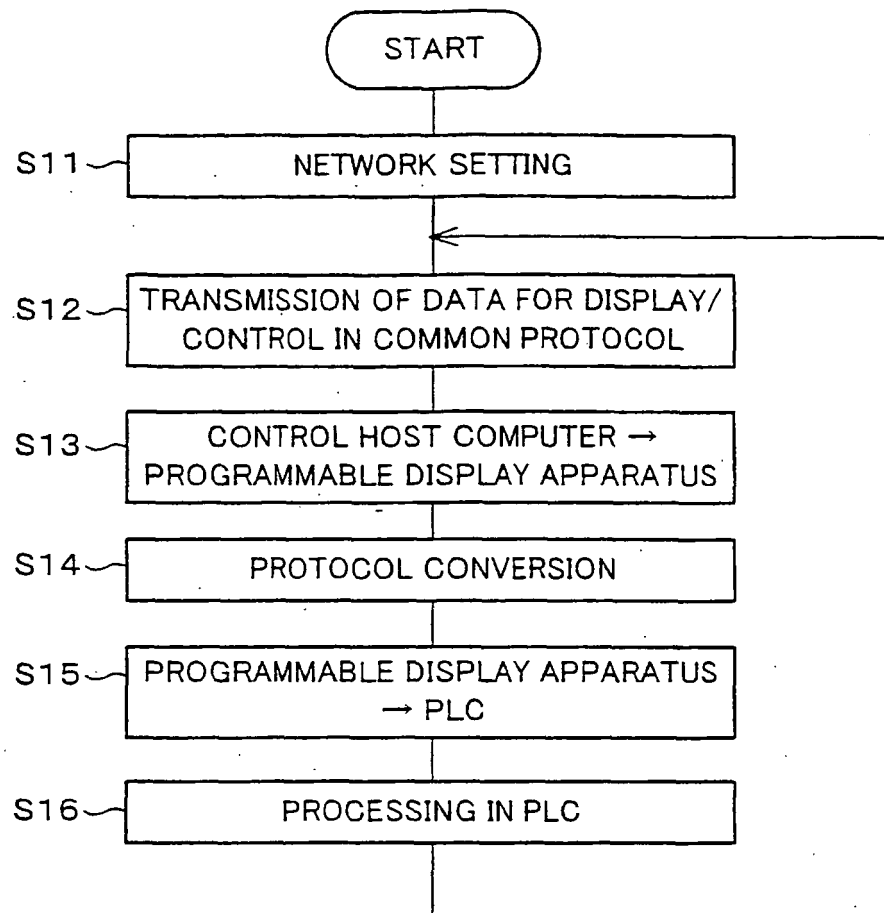 START
S11 NETWORK SETTING
S12 TRANSMISSION OF DATA FOR DISPLAY/
CONTROL IN COMMON PROTOCOL
S13 CONTROL HOST COMPUTER →
PROGRAMMABLE DISPLAY APPARATUS
S14 PROTOCOL CONVERSION
S15 PROGRAMMABLE DISPLAY APPARATUS
→ PLC
S16 PROCESSING IN PLC